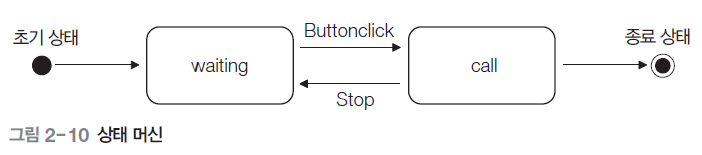 초기 상태
waiting
Buttonclick
Stop
call
종료 상태
그림 2-10 상태 머신